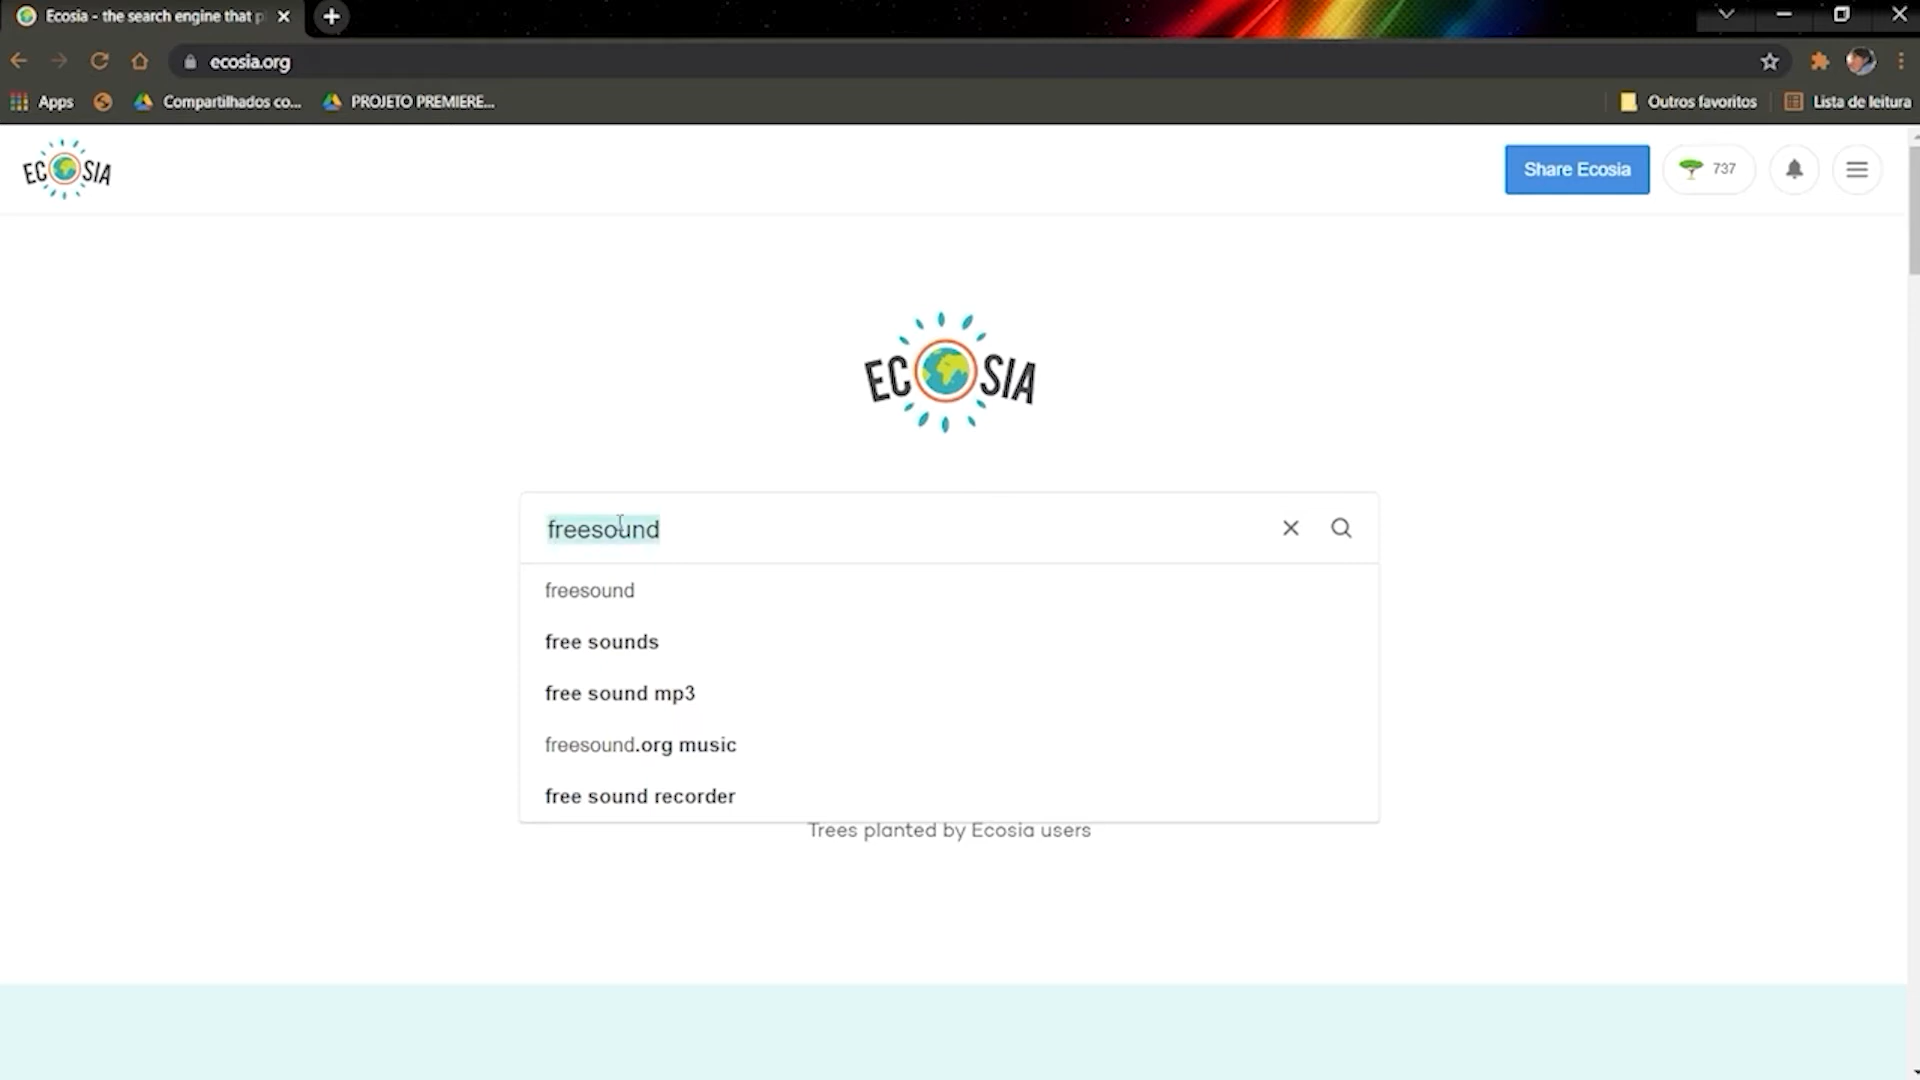 Ecosia - the search engine that p
ecosia.org
Apps
Compartilhados co...
PROJETO PREMIERE...
Outros favoritos
Lista de leitura
ECOSIA
Share Ecosia
737
ECOSIA
freesound
freesound
free sounds
free sound mp3
freesound.org music
free sound recorder
Trees planted by Ecosia users